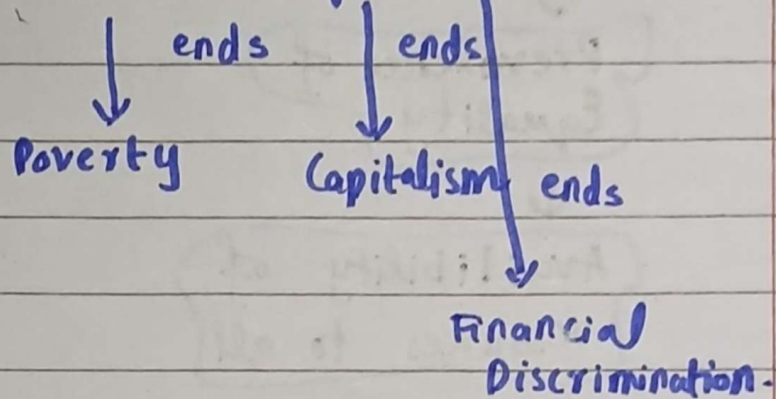 ends ends
Poverty Capitalism ends
Financial
Discrimination.